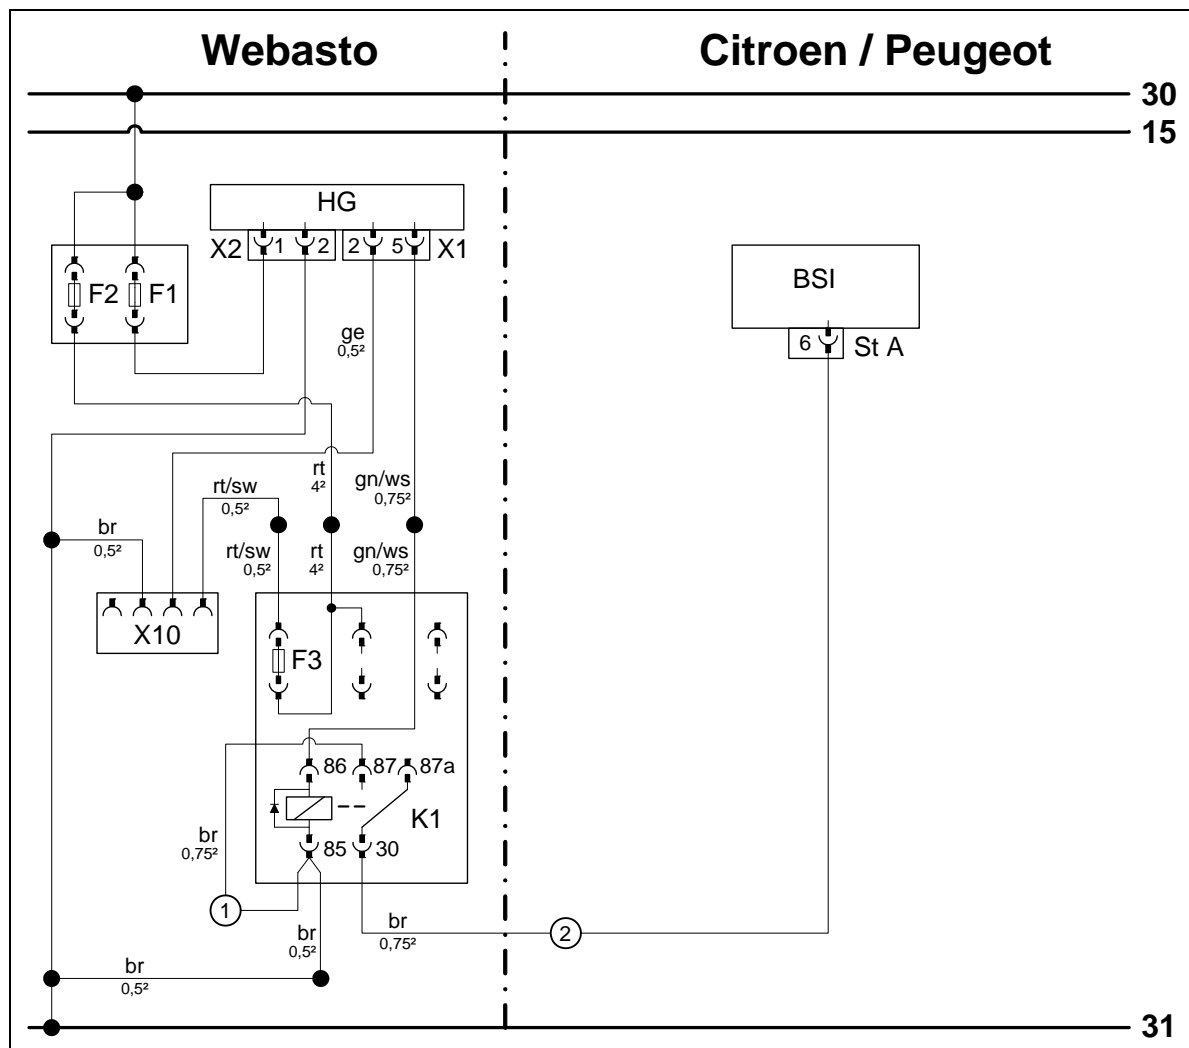 Webasto
Citroen / Peugeot
30
15
HG
X2 1 2 2 5 X1
BSI
6 St A
F2 F1
ge
0,5²
rt
4²
gn/ws
0,75²
rt/sw
0,5²
br
0,5²
rt/sw
0,5²
rt
4²
gn/ws
0,75²
X10
F3
86 87 87a
K1
85 30
br
0,75²
1
br
0,5²
br
0,75²
2
br
0,5²
31